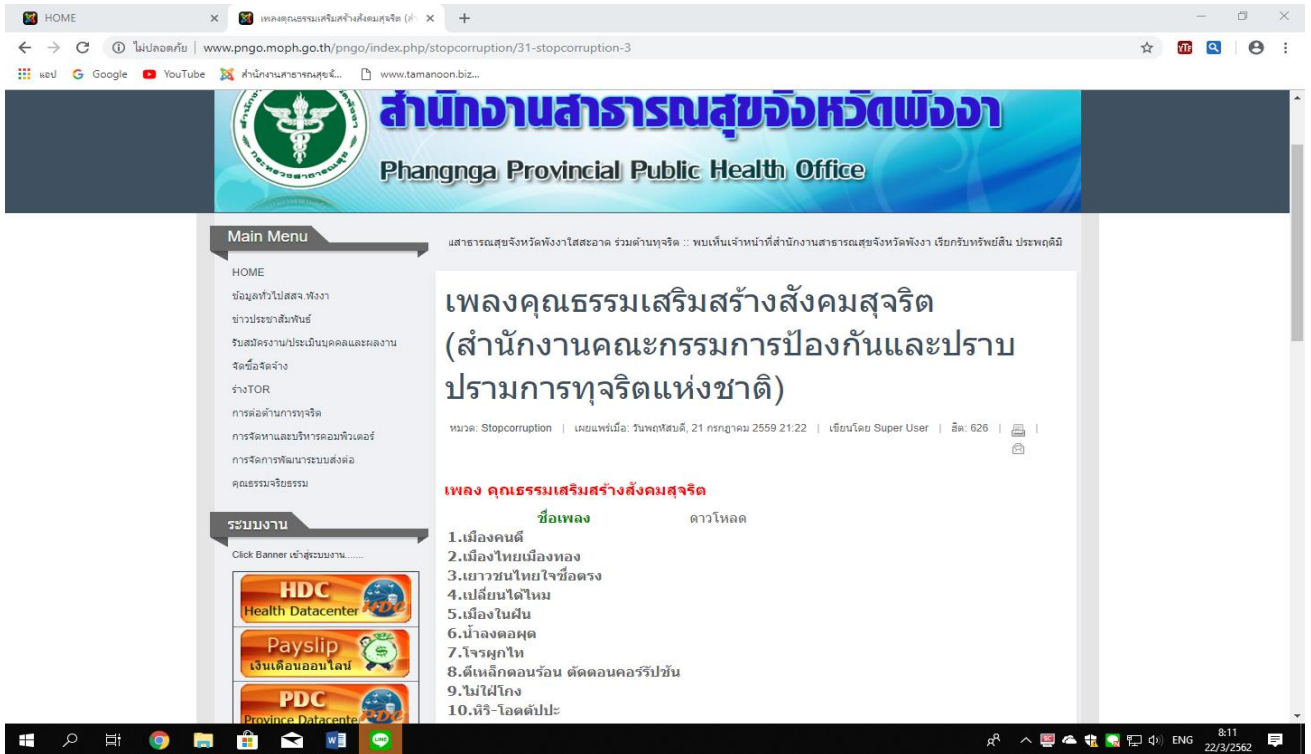 HOME
เพลงคุณธรรมเสริมสร้างสังคมสุจริต (สํา
ไม่ปลอดภัย | www.pngo.moph.go.th/pngo/index.php/stopcorruption/31-stopcorruption-3
แอป Google YouTube สำนักงานสาธารณสุขจั... www.tamanoon.biz...
สำนักงานสาธารณสุขจังหวัดพังงา
Phangnga Provincial Public Health Office
Main Menu
HOME
ข้อมูลทั่วไปสสจ.พังงา
ข่าวประชาสัมพันธ์
รับสมัครงาน/ประเมินบุคคลและผลงาน
จัดซื้อจัดจ้าง
ร่างTOR
การต่อต้านการทุจริต
การจัดหาและบริหารคอมพิวเตอร์
การจัดการพัฒนาระบบส่งต่อ
คุณธรรมจริยธรรม
ระบบงาน
Click Banner เข้าสู่ระบบงาน.......
HDC
Health Datacenter
Payslip
เงินเดือนออนไลน์
PDC
Province Datacenter
นสาธารณสุขจังหวัดพังงาใสสะอาด ร่วมต้านทุจริต :: พบเห็นเจ้าหน้าที่สำนักงานสาธารณสุขจังหวัดพังงา เรียกรับทรัพย์สิน ประพฤติมิ
เพลงคุณธรรมเสริมสร้างสังคมสุจริต
(สำนักงานคณะกรรมการป้องกันและปราบ
ปรามการทุจริตแห่งชาติ)
หมวด: Stopcorruption | เผยแพร่เมื่อ: วันพฤหัสบดี, 21 กรกฎาคม 2559 21:22 | เขียนโดย Super User | ฮิต: 626
เพลง คุณธรรมเสริมสร้างสังคมสุจริต
ชื่อเพลง ดาวโหลด
1.เมืองคนดี
2.เมืองไทยเมืองทอง
3.เยาวชนไทยใจซื่อตรง
4.เปลี่ยนได้ไหม
5.เมืองในฝัน
6.น้ำลงตอผุด
7.โจรผูกไท
8.ตีเหล็กตอนร้อน ตัดตอนคอร์รัปชัน
9.ไม่ใฝ่โกง
10.หิริ-โอตตัปปะ
ENG
8:11
22/3/2562